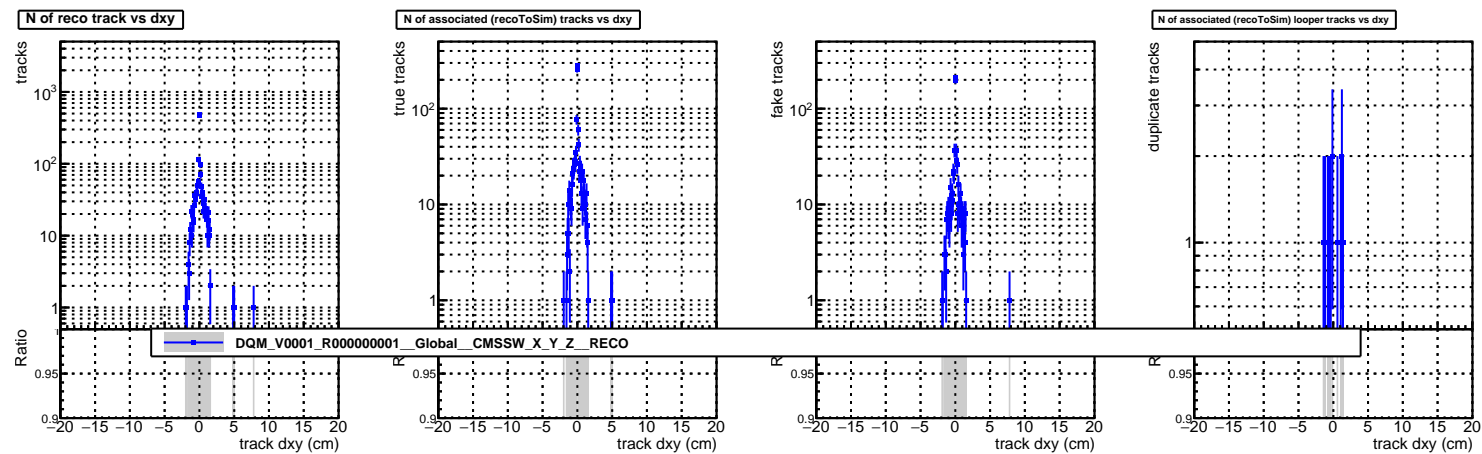 N of reco track vs dxy
tracks
10³
10²
10
1
Ratio
0.95
0.9
−20 −15 −10 −5 0 5 10 15 20
track dxy (cm)
N of associated (recoToSim) tracks vs dxy
true tracks
10²
10
1
0.95
0.9
−20 −15 −10 −5 0 5 10 15 20
track dxy (cm)
fake tracks
10²
10
1
0.95
0.9
−20 −15 −10 −5 0 5 10 15 20
track dxy (cm)
N of associated (recoToSim) looper tracks vs dxy
duplicate tracks
1
0.95
0.9
−20 −15 −10 −5 0 5 10 15 20
track dxy (cm)
DQM_V0001_R000000001__Global__CMSSW_X_Y_Z__RECO